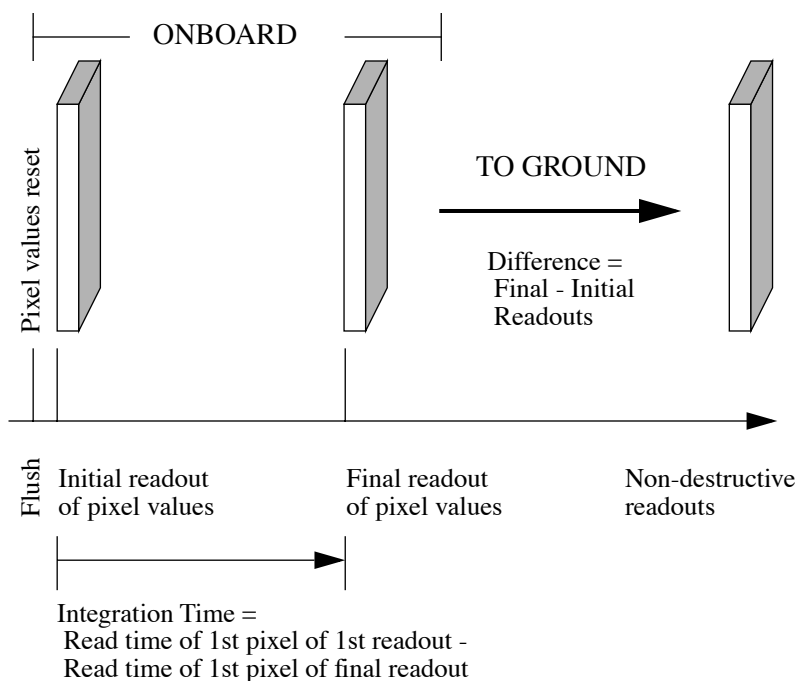 ONBOARD
Pixel values reset
TO GROUND
Difference =
Final - Initial
Readouts
Flush
Initial readout
of pixel values
Final readout
of pixel values
Non-destructive
readouts
Integration Time =
Read time of 1st pixel of 1st readout -
Read time of 1st pixel of final readout